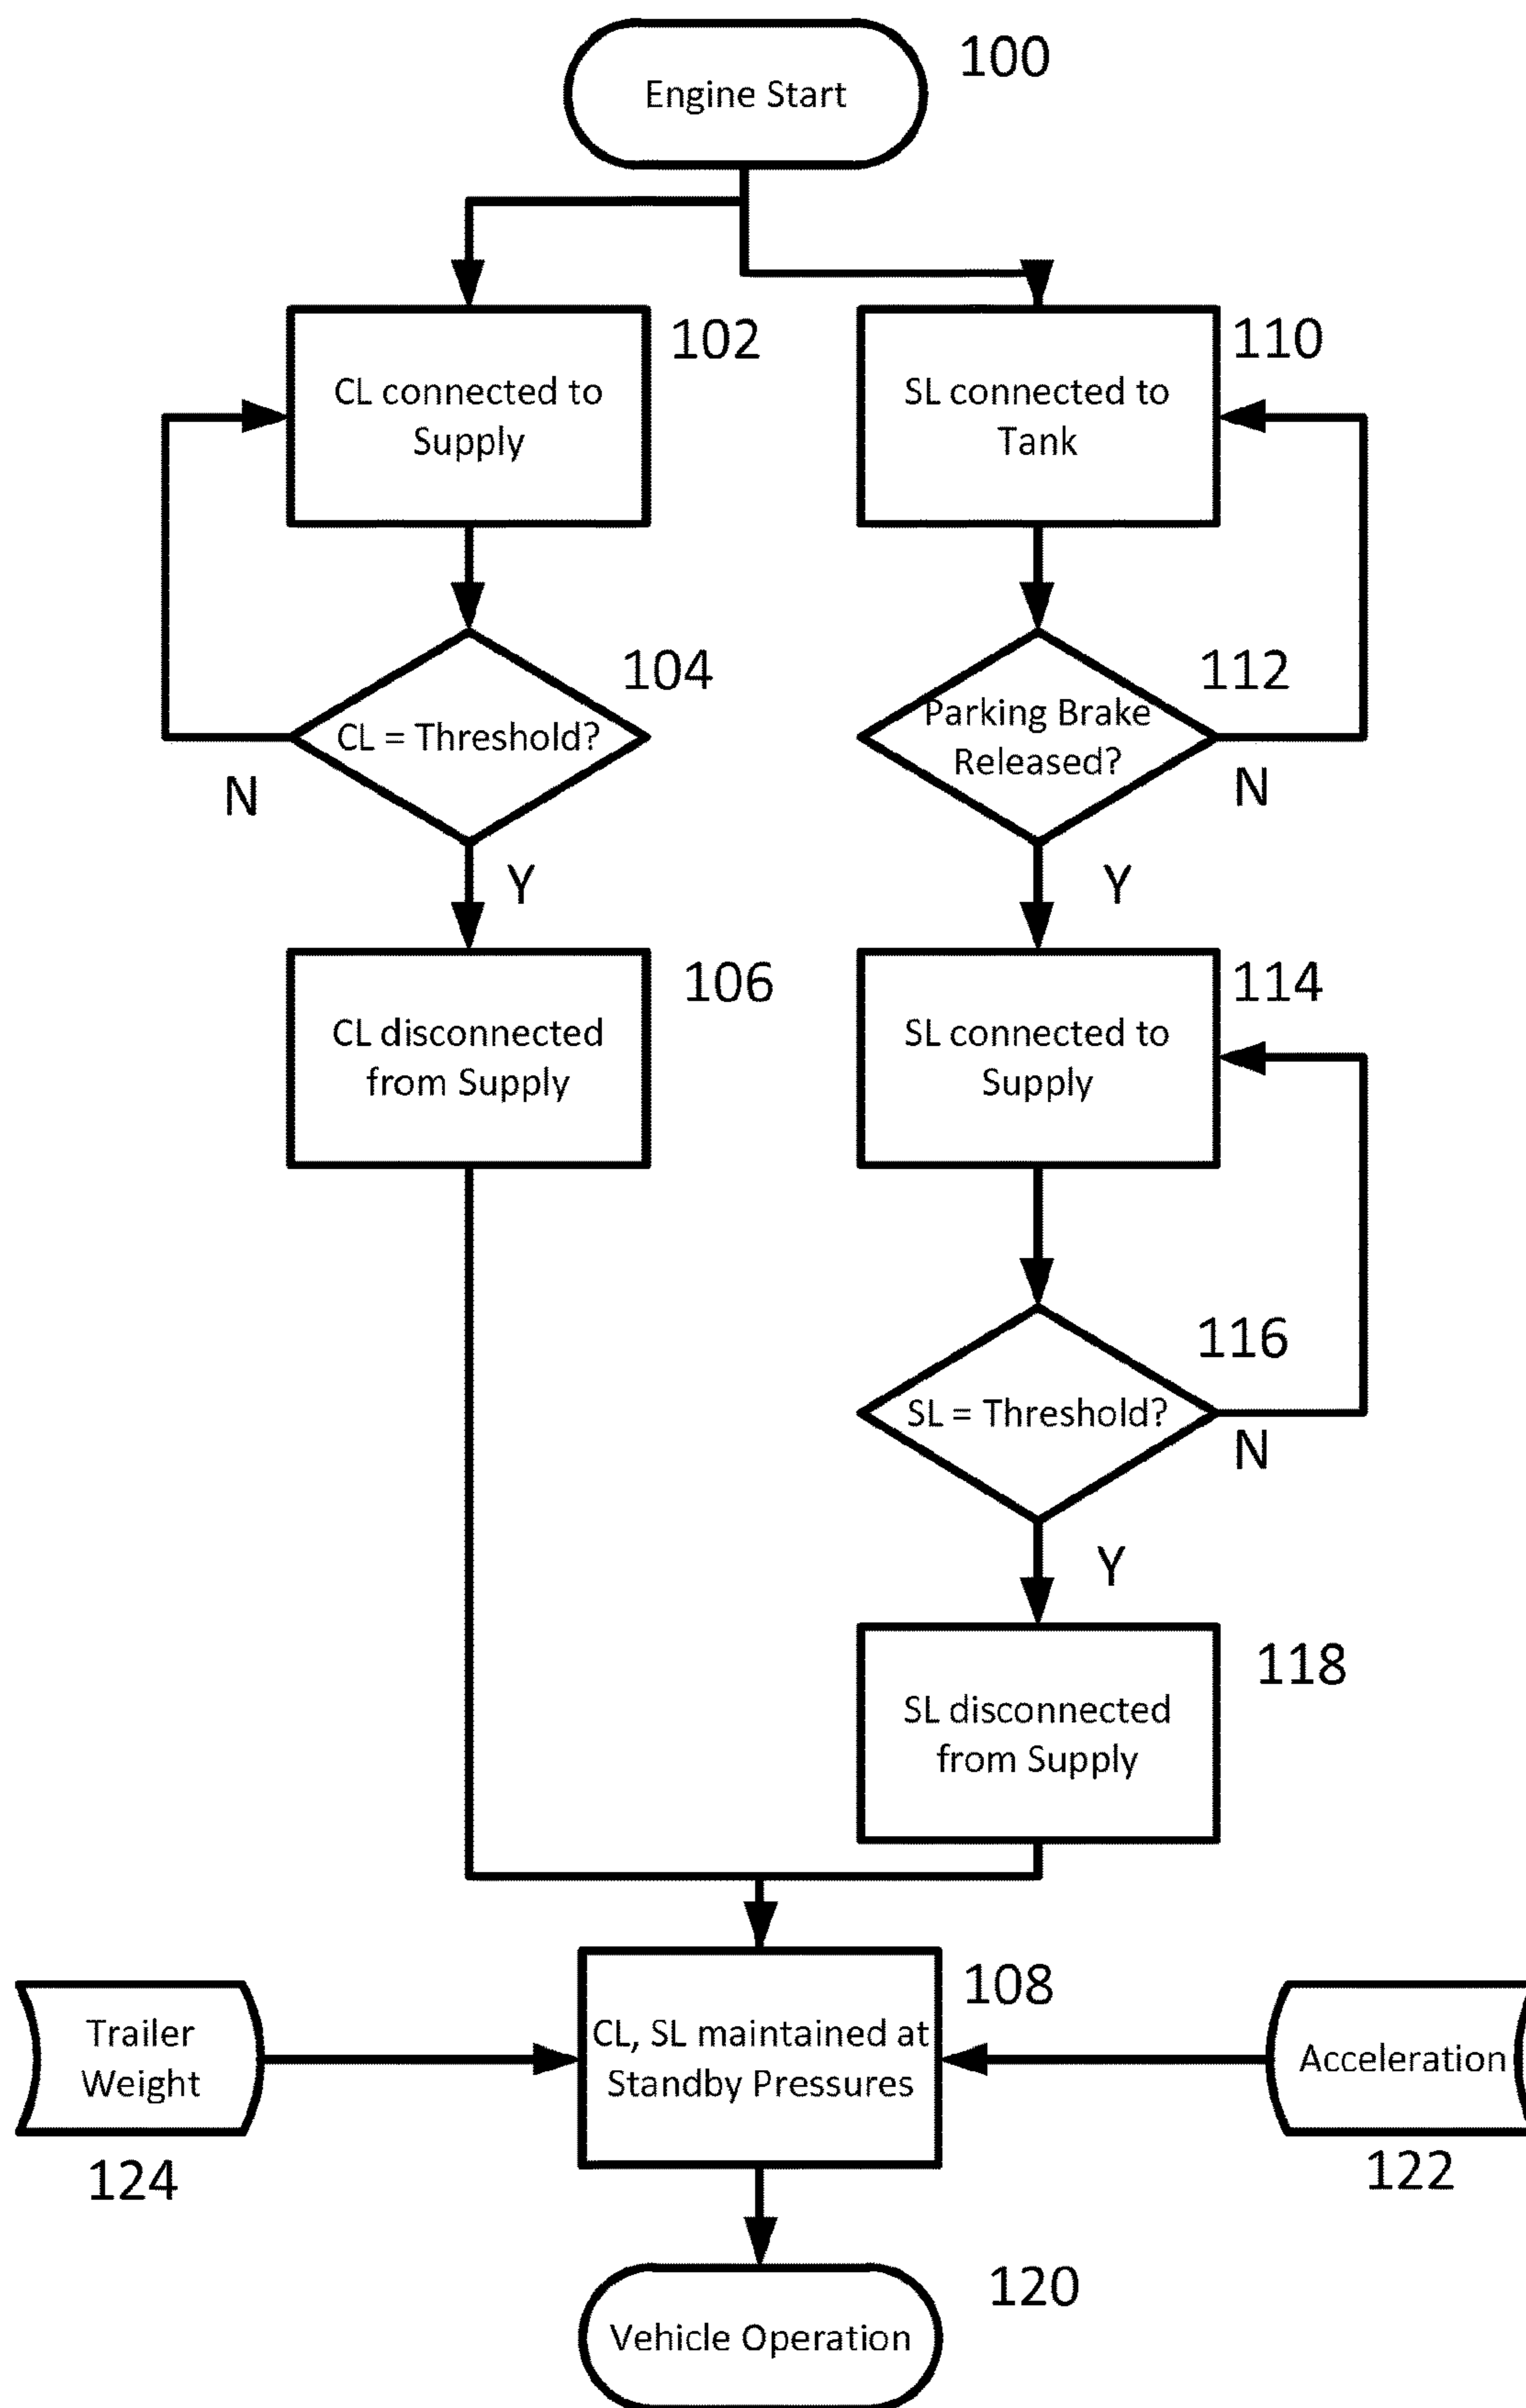 100
Engine Start
102
110
CL connected to
Supply
SL connected to
Tank
104
112
CL = Threshold?
Parking Brake
Released?
N
N
Y
Y
106
114
CL disconnected
from Supply
SL connected to
Supply
116
SL = Threshold?
N
Y
118
SL disconnected
from Supply
108
Trailer
Weight
CL, SL maintained at
Standby Pressures
Acceleration
124
122
120
Vehicle Operation